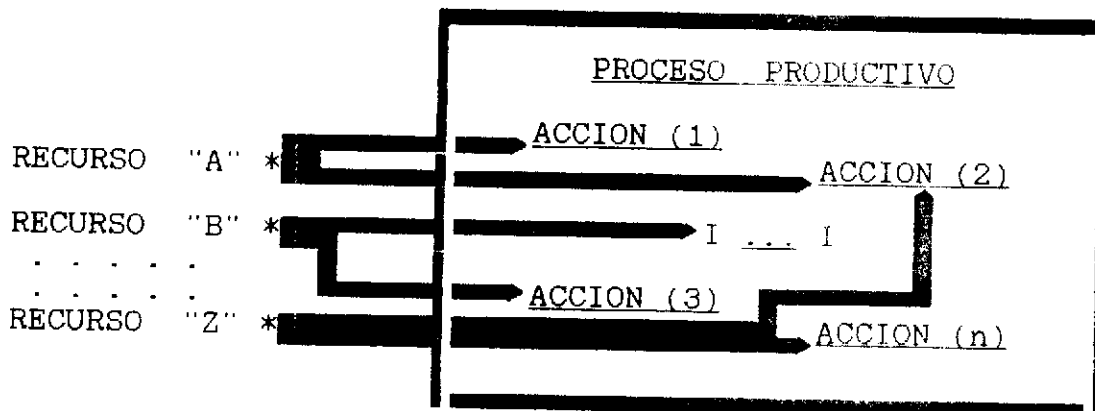 PROCESO PRODUCTIVO
ACCION (1)
RECURSO "A" *
ACCION (2)
RECURSO "B" *
I ... I
. . . . .
. . . . .
ACCION (3)
RECURSO "Z" *
ACCION (n)